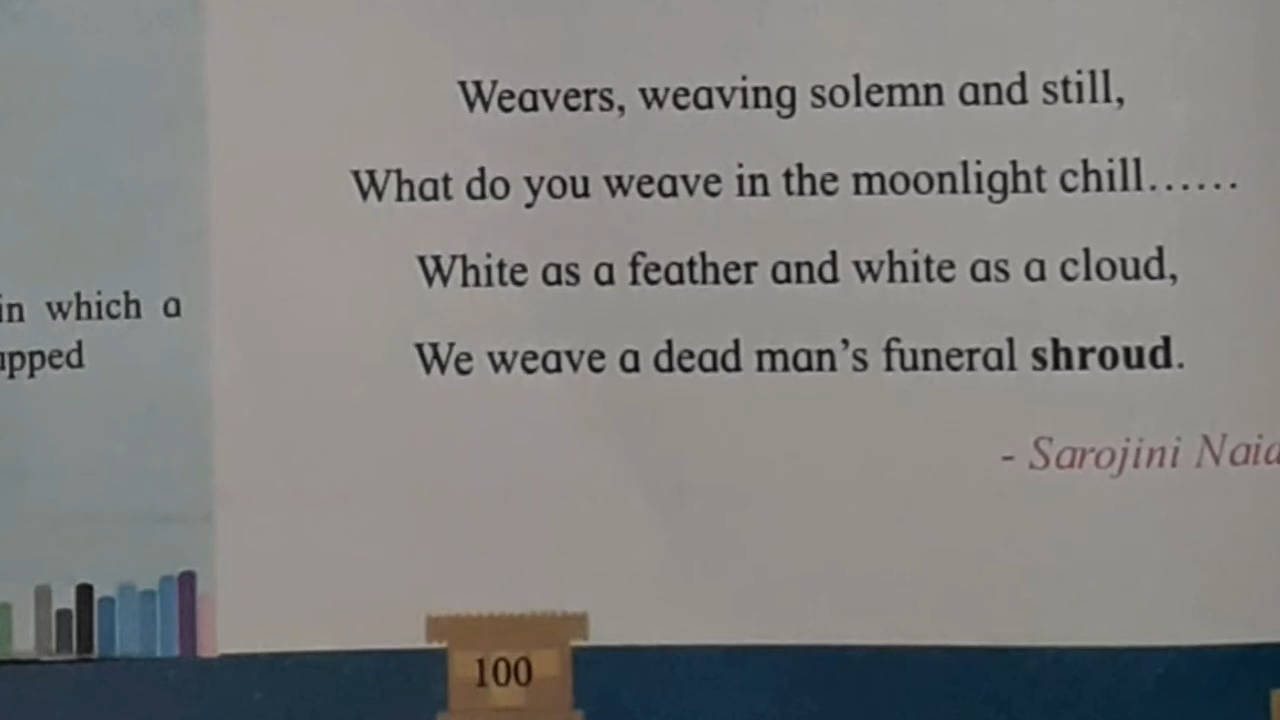 Weavers, weaving solemn and still,
What do you weave in the moonlight chill......
White as a feather and white as a cloud,
We weave a dead man's funeral shroud.
- Sarojini
in which a
100